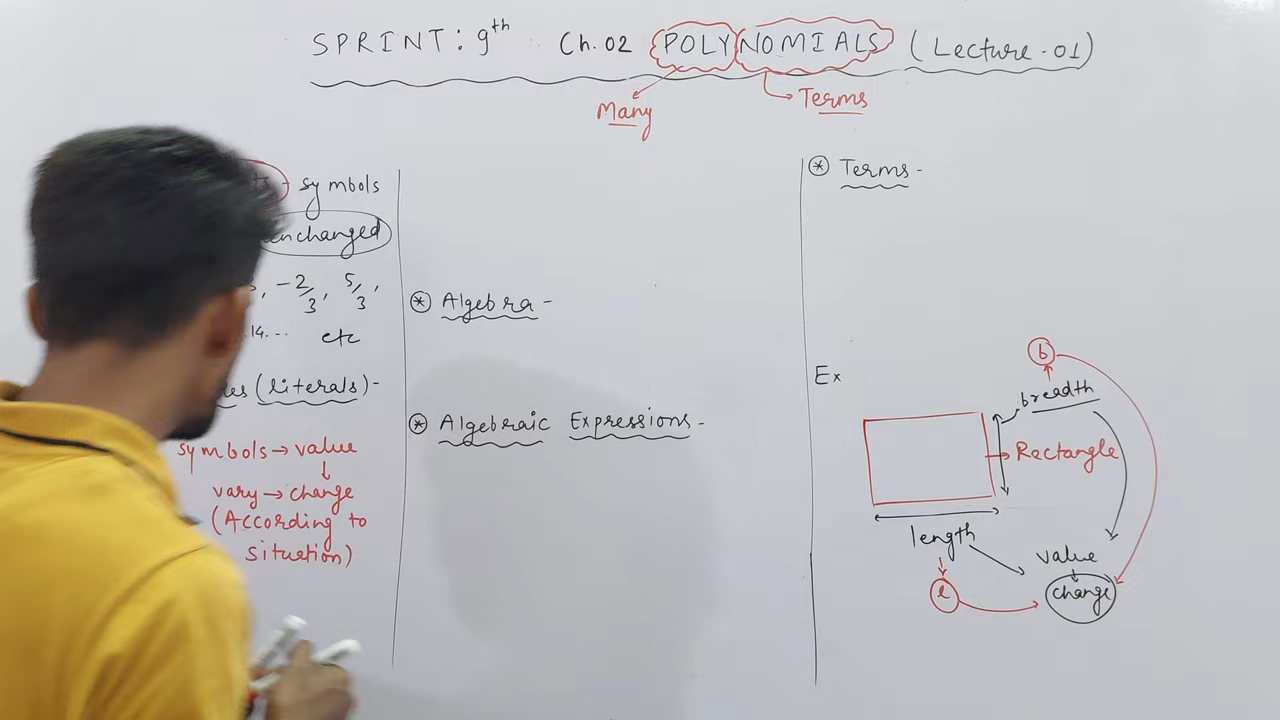 SPRINT: 9th Ch. 02 POLYNOMIALS (Lecture-01)
Many
Terms
- symbols
unchanged
, -2/3, 5/3,
.14... etc
(literals)-
symbols → value
vary → change
(According to
situation)
* Algebra -
* Algebraic Expressions -
* Terms -
Ex
b
breadth
Rectangle
length
l
value
change